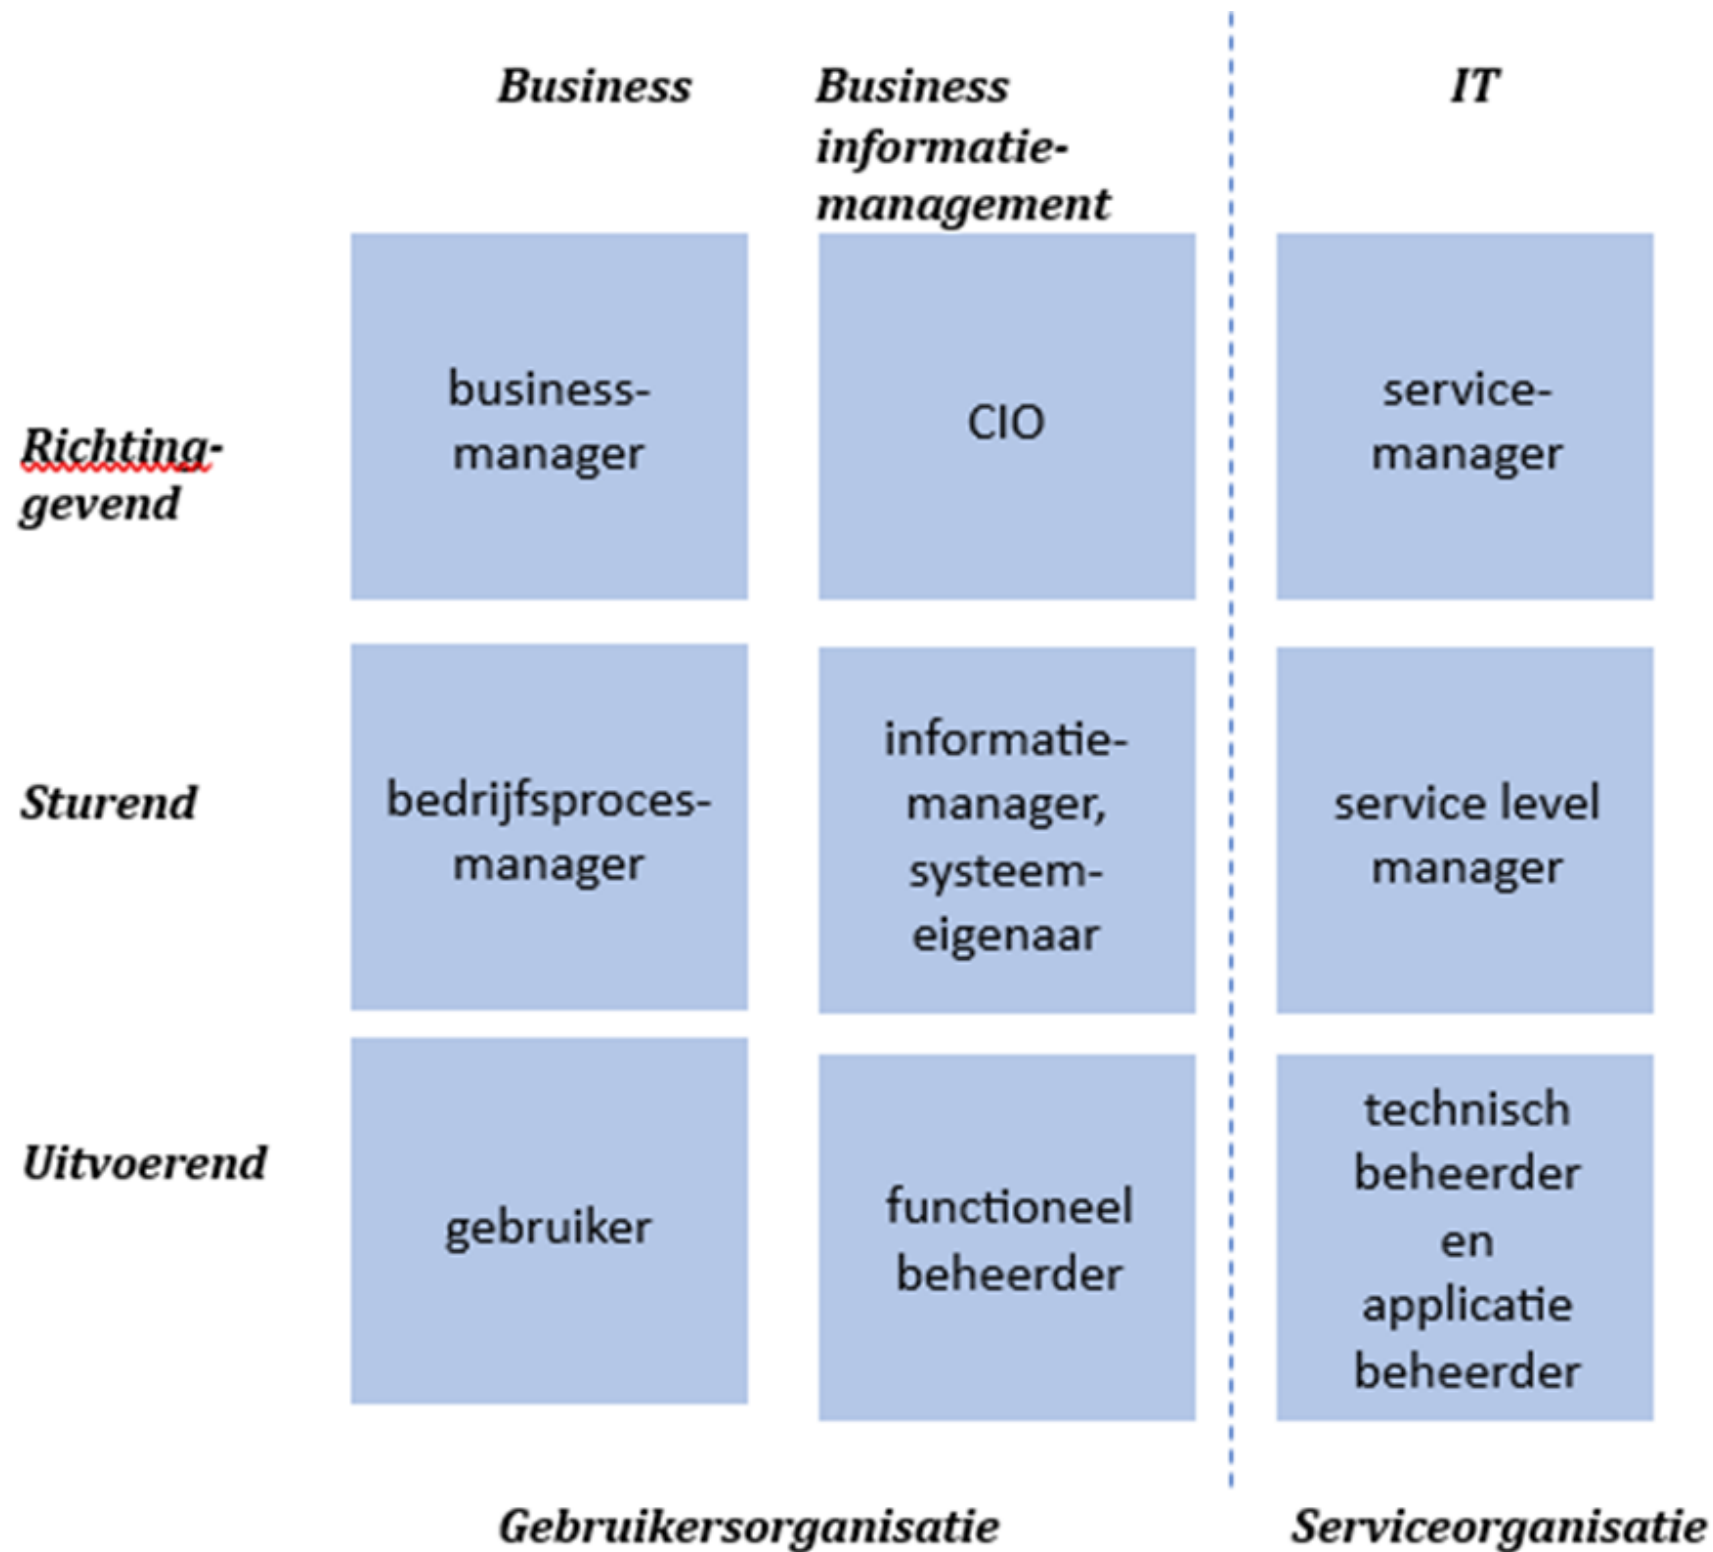 Business
Business
informatie-
management
IT
Richting-
gevend
business-
manager
CIO
service-
manager
Sturend
bedrijfsproces-
manager
informatie-
manager,
systeem-
eigenaar
service level
manager
Uitvoerend
gebruiker
functioneel
beheerder
technisch
beheerder
en
applicatie
beheerder
Gebruikersorganisatie
Serviceorganisatie